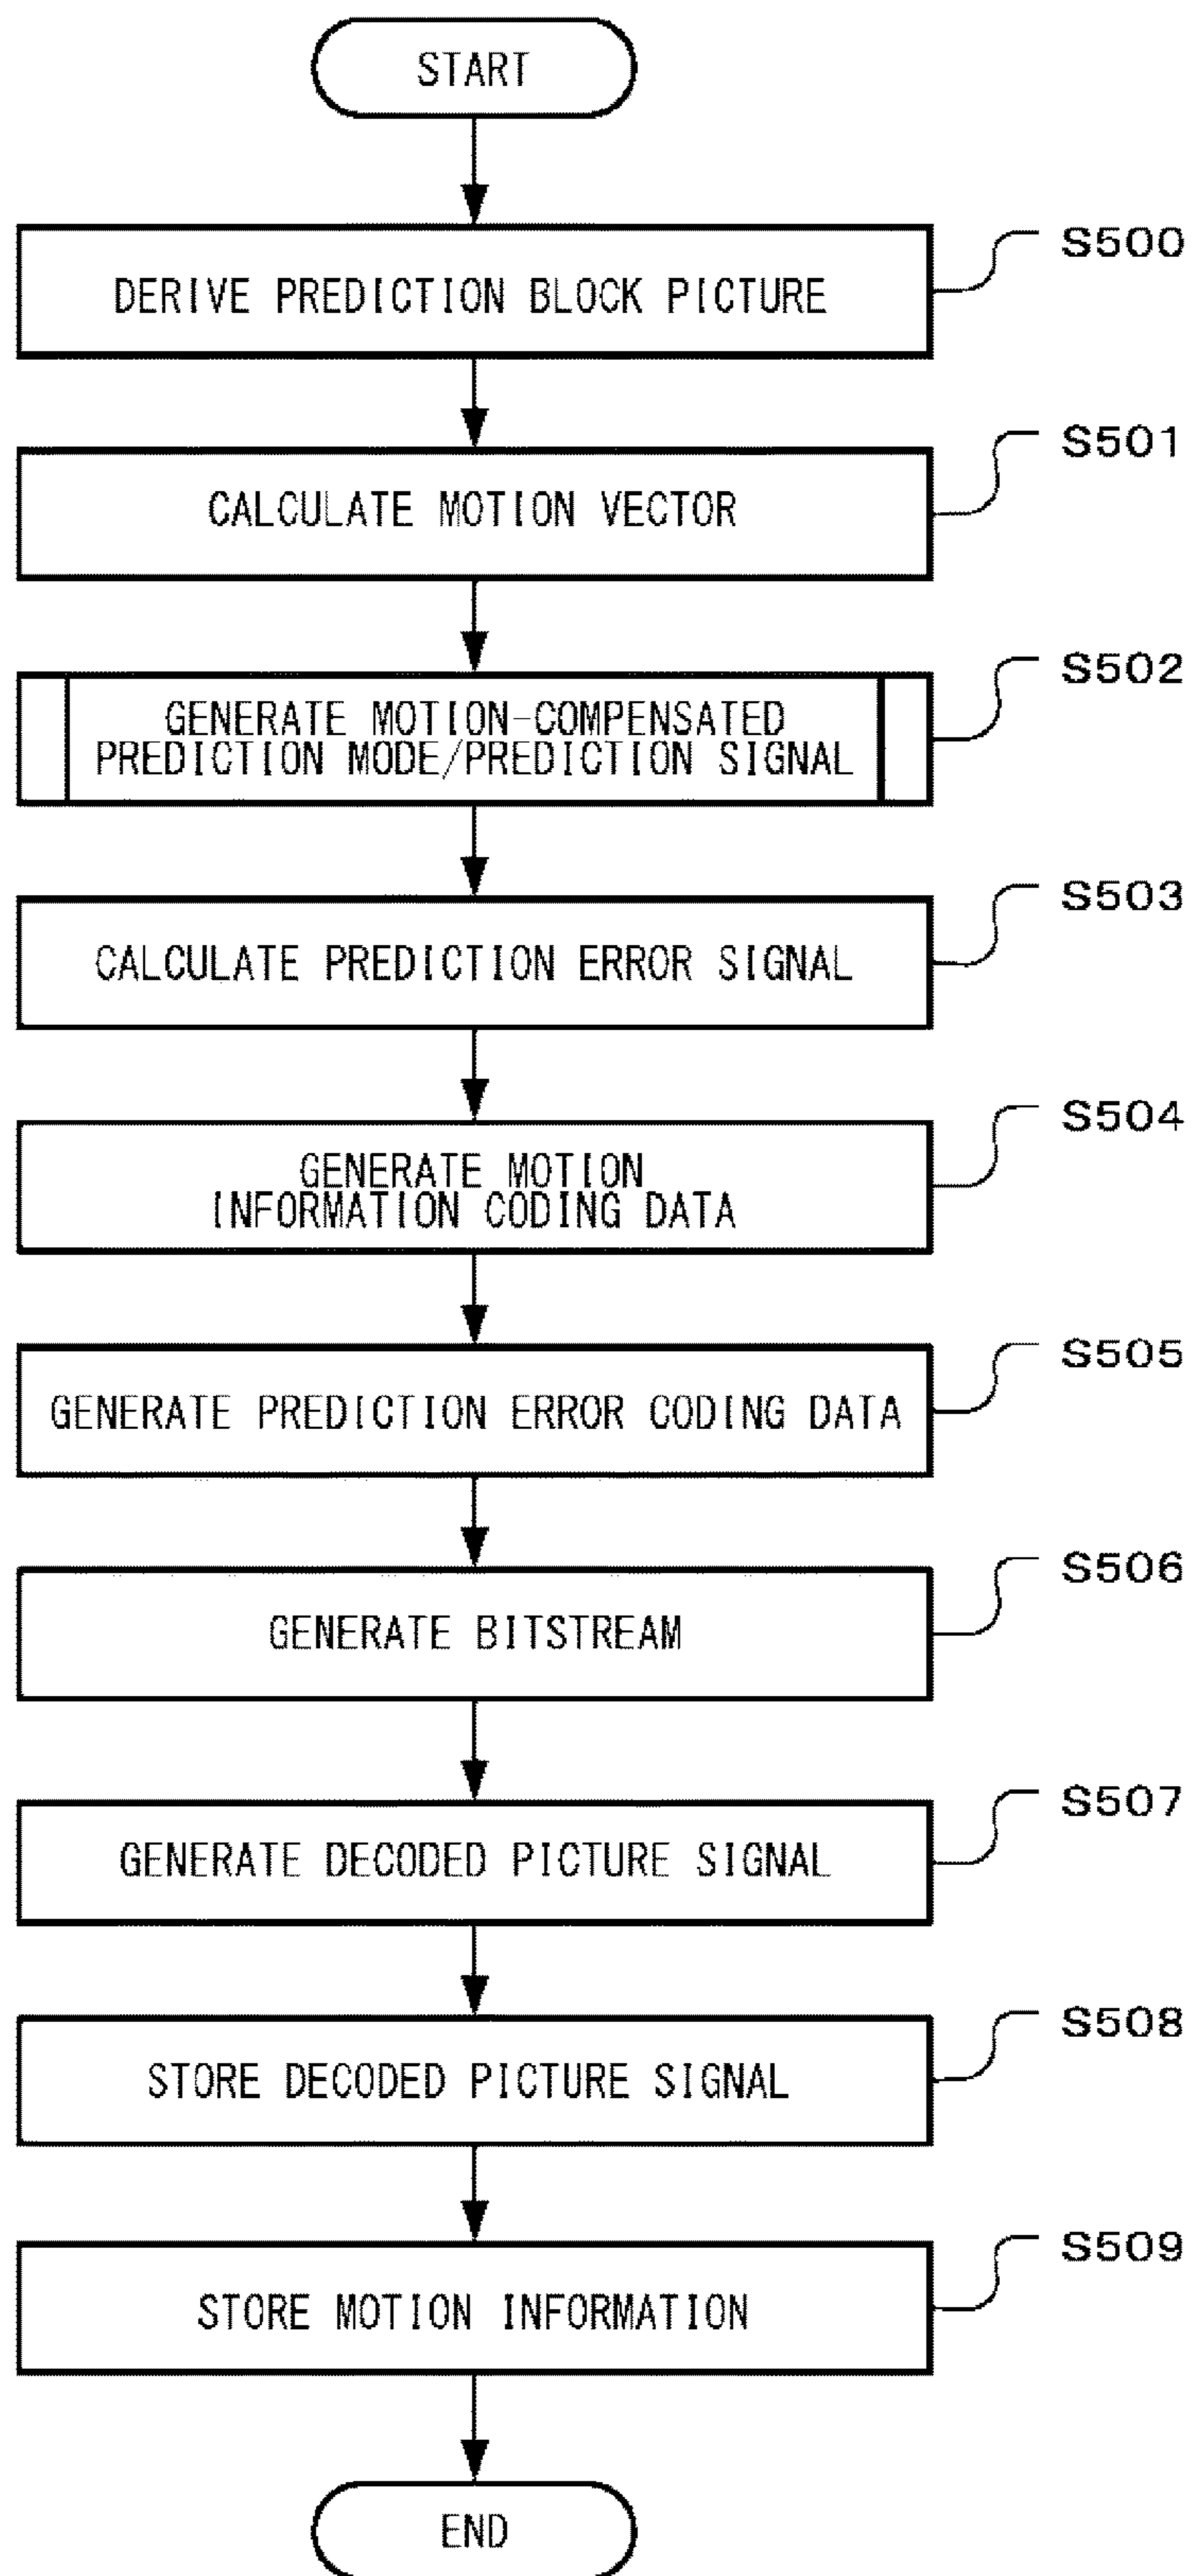 START
DERIVE PREDICTION BLOCK PICTURE
S500
CALCULATE MOTION VECTOR
S501
GENERATE MOTION-COMPENSATED
PREDICTION MODE/PREDICTION SIGNAL
S502
CALCULATE PREDICTION ERROR SIGNAL
S503
GENERATE MOTION
INFORMATION CODING DATA
S504
GENERATE PREDICTION ERROR CODING DATA
S505
GENERATE BITSTREAM
S506
GENERATE DECODED PICTURE SIGNAL
S507
STORE DECODED PICTURE SIGNAL
S508
STORE MOTION INFORMATION
S509
END